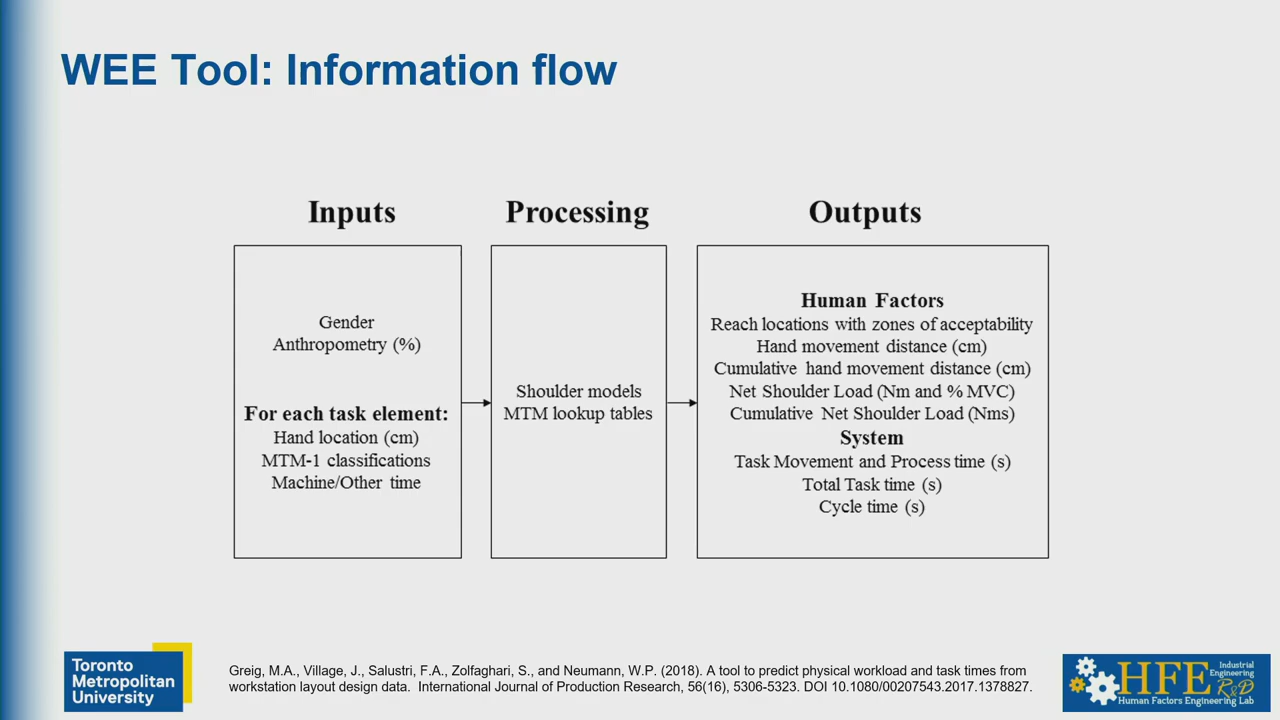 WEE Tool: Information flow
Inputs
Processing
Outputs
Gender
Anthropometry (%)
For each task element:
Hand location (cm)
MTM-1 classifications
Machine/Other time
Shoulder models
MTM lookup tables
Human Factors
Reach locations with zones of acceptability
Hand movement distance (cm)
Cumulative hand movement distance (cm)
Net Shoulder Load (Nm and % MVC)
Cumulative Net Shoulder Load (Nms)
System
Task Movement and Process time (s)
Total Task time (s)
Cycle time (s)
Toronto
Metropolitan
University
Greig, M.A., Village, J., Salustri, F.A., Zolfaghari, S., and Neumann, W.P. (2018). A tool to predict physical workload and task times from
workstation layout design data. International Journal of Production Research, 56(16), 5306-5323. DOI 10.1080/00207543.2017.1378827.
HFE
Industrial
Engineering
R&D
Human Factors Engineering Lab